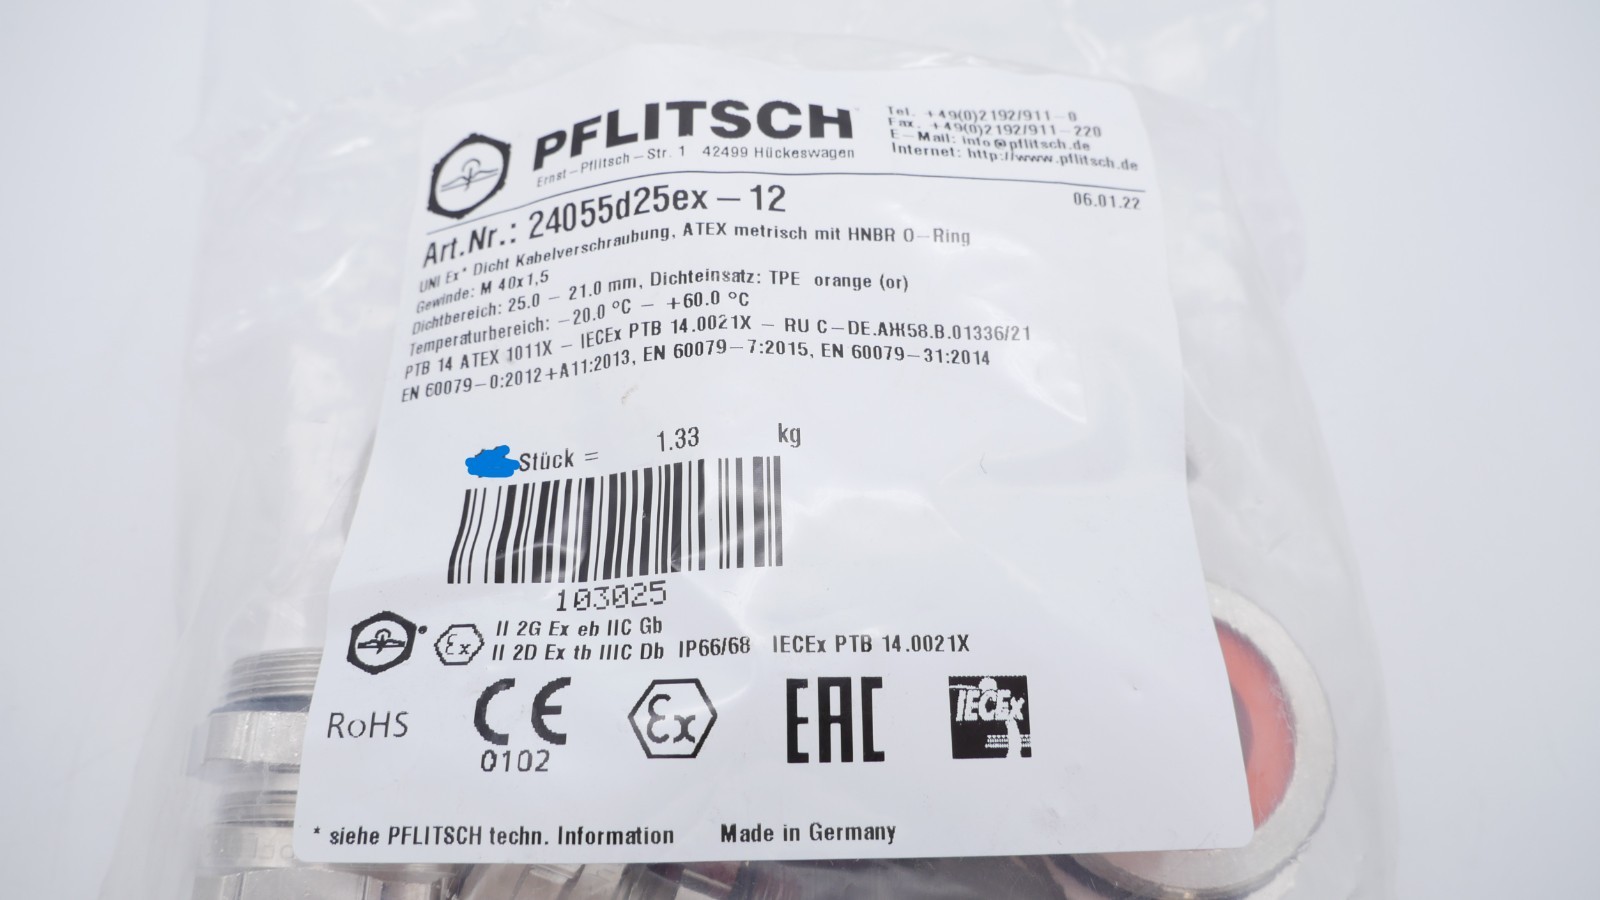 PFLITSCH
Ernst-Pflitsch-Str. 1 42499 Hückeswagen
Tel. +49(0)2192/911-0
Fax. +49(0)2192/911-220
E-Mail: info@pflitsch.de
Internet: http://www.pflitsch.de
06.01.22
Art.Nr.: 24055d25ex-12
UNI Ex* Dicht Kabelverschraubung, ATEX metrisch mit HNBR O-Ring
Gewinde: M 40x1,5
Dichtbereich: 25.0 - 21.0 mm, Dichteinsatz: TPE orange (or)
Temperaturbereich: -20.0 °C - +60.0 °C
PTB 14 ATEX 1011X - IECEx PTB 14.0021X - RU C-DE.AЖ58.B.01336/21
EN 60079-0:2012+A11:2013, EN 60079-7:2015, EN 60079-31:2014
Stück = 1.33 kg
103025
Ex II 2G Ex eb IIC Gb
II 2D Ex tb IIIC Db IP66/68 IECEx PTB 14.0021X
RoHS CE Ex EAC IECEx
0102
* siehe PFLITSCH techn. Information Made in Germany